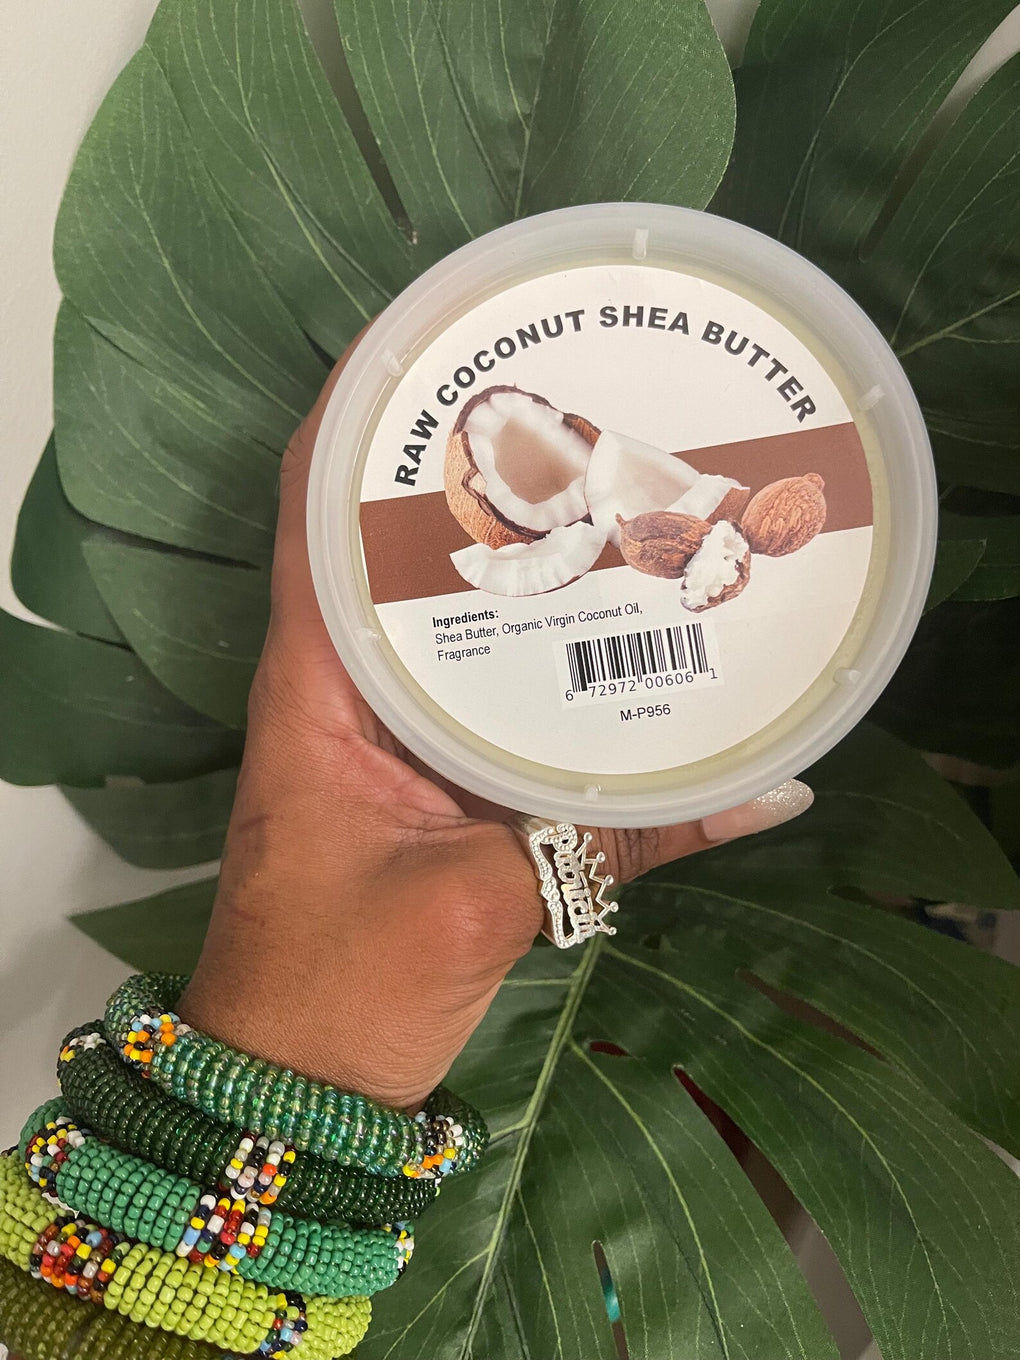 RAW COCONUT SHEA BUTTER
Ingredients:
Shea Butter, Organic Virgin Coconut Oil,
Fragrance
6 72972 00606 1
M-P956